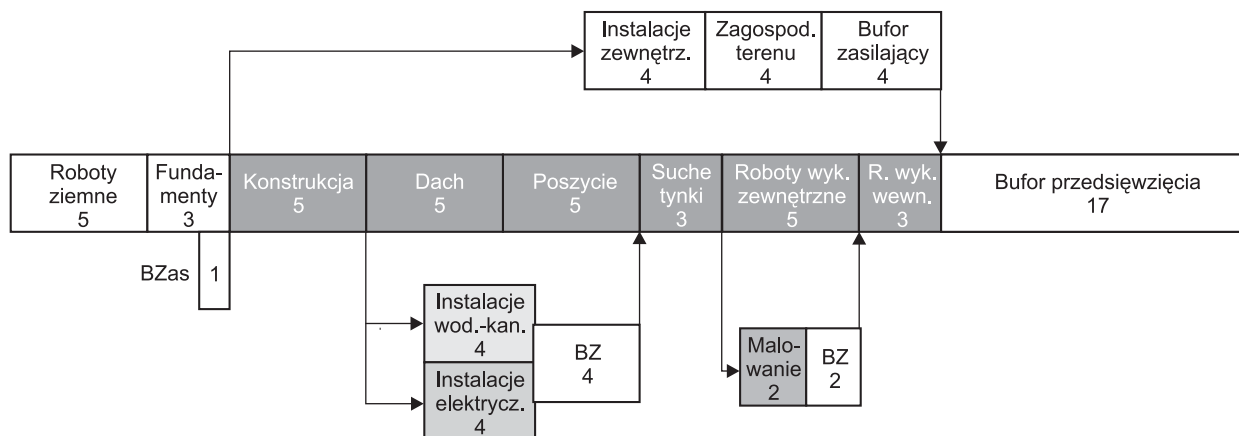 Instalacje
zewnętrz.
4
Zagospod.
terenu
4
Bufor
zasilający
4
Roboty
ziemne
5
Funda-
menty
3
Konstrukcja
5
Dach
5
Poszycie
5
Suche
tynki
3
Roboty wyk.
zewnętrzne
5
R. wyk.
wewn.
3
Bufor przedsięwzięcia
17
BZas
1
Instalacje
wod.-kan.
4
Instalacje
elektrycz.
4
BZ
4
Malo-
wanie
2
BZ
2